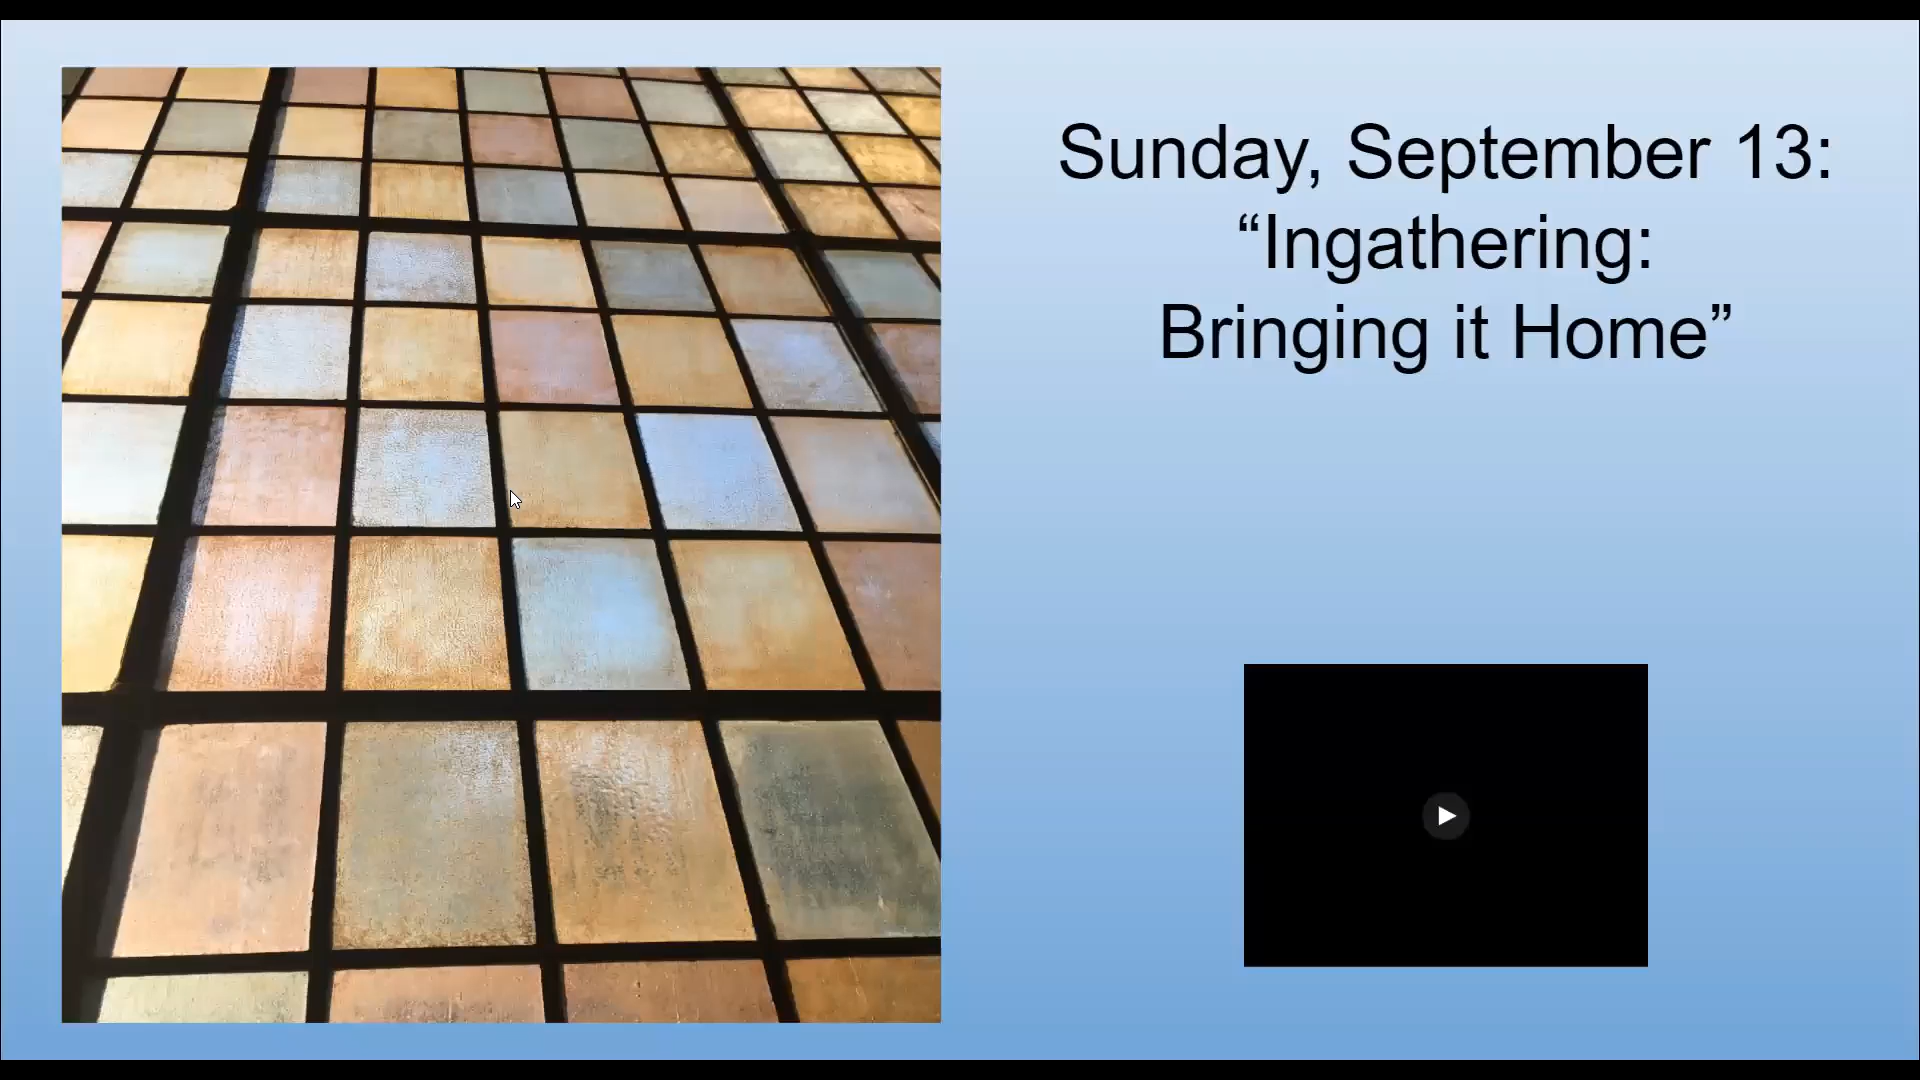 Sunday, September 13:
“Ingathering:
Bringing it Home”